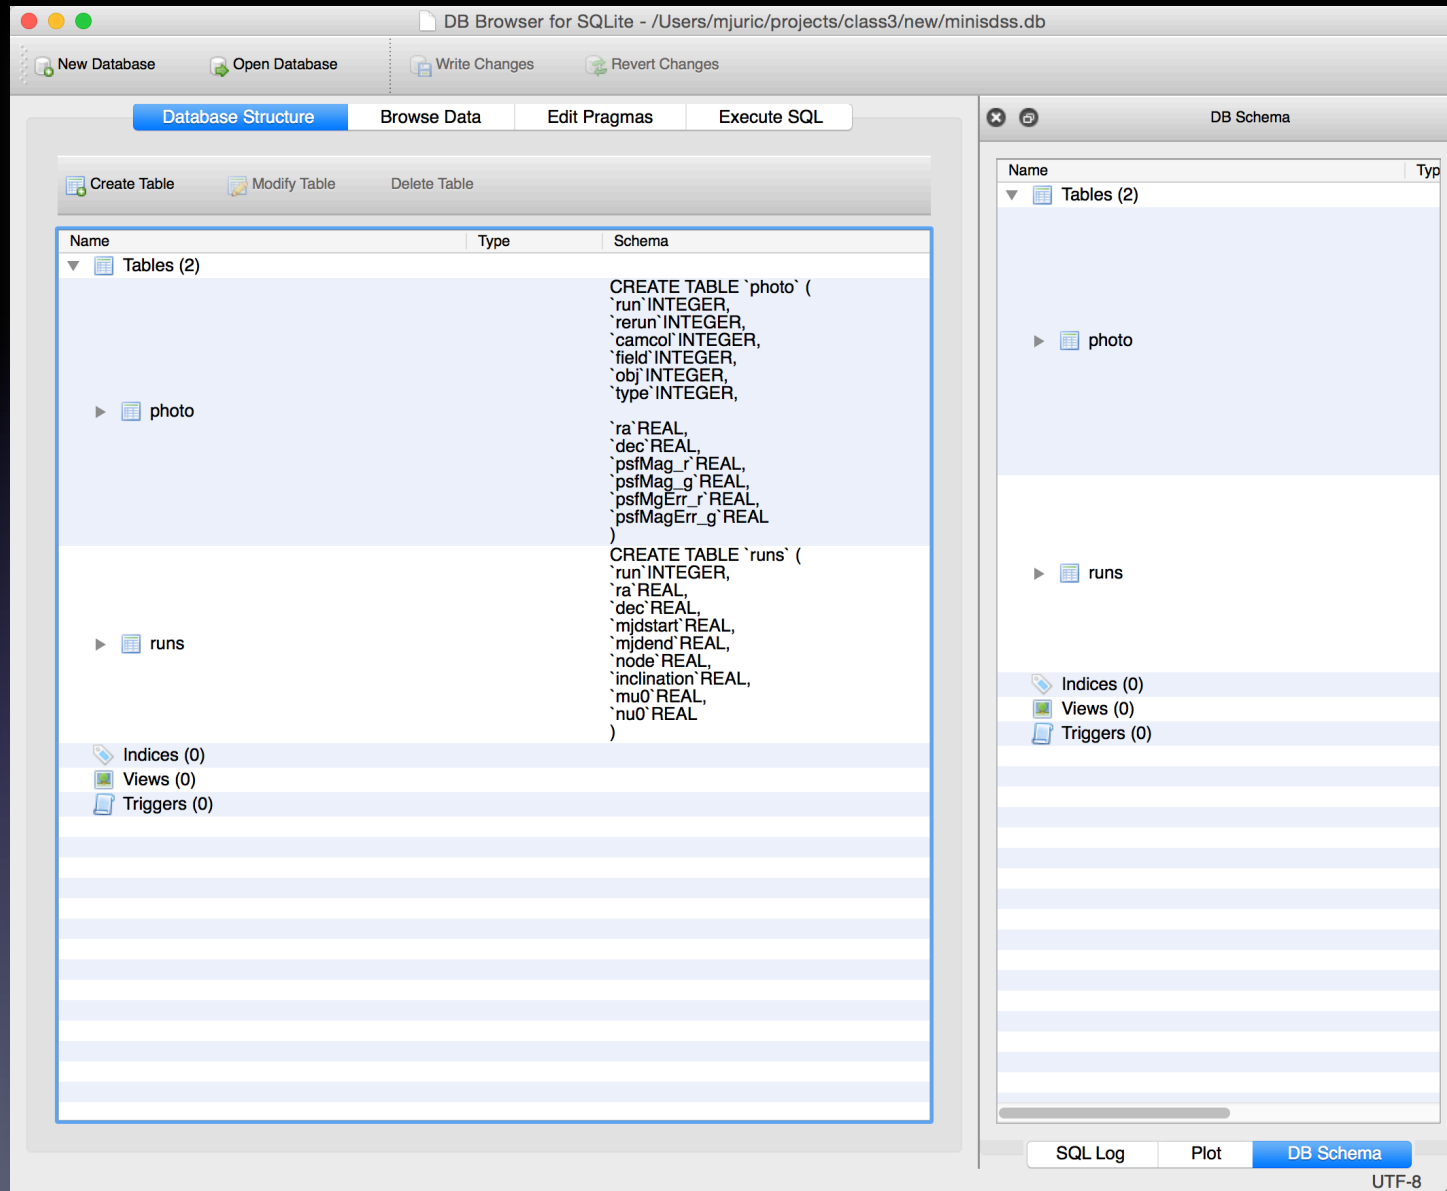 DB Browser for SQLite - /Users/mjuric/projects/class3/new/minisdss.db
New Database Open Database Write Changes Revert Changes
Database Structure Browse Data Edit Pragmas Execute SQL
Create Table Modify Table Delete Table
Name Type Schema
Tables (2)
photo
CREATE TABLE `photo` (
`run`INTEGER,
`rerun`INTEGER,
`camcol`INTEGER,
`field`INTEGER,
`obj`INTEGER,
`type`INTEGER,
`ra`REAL,
`dec`REAL,
`psfMag_r`REAL,
`psfMag_g`REAL,
`psfMgErr_r`REAL,
`psfMagErr_g`REAL
)
runs
CREATE TABLE `runs` (
`run`INTEGER,
`ra`REAL,
`dec`REAL,
`mjdstart`REAL,
`mjdend`REAL,
`node`REAL,
`inclination`REAL,
`mu0`REAL,
`nu0`REAL
)
Indices (0)
Views (0)
Triggers (0)
DB Schema
Name Typ
Tables (2)
photo
runs
Indices (0)
Views (0)
Triggers (0)
SQL Log Plot DB Schema
UTF-8